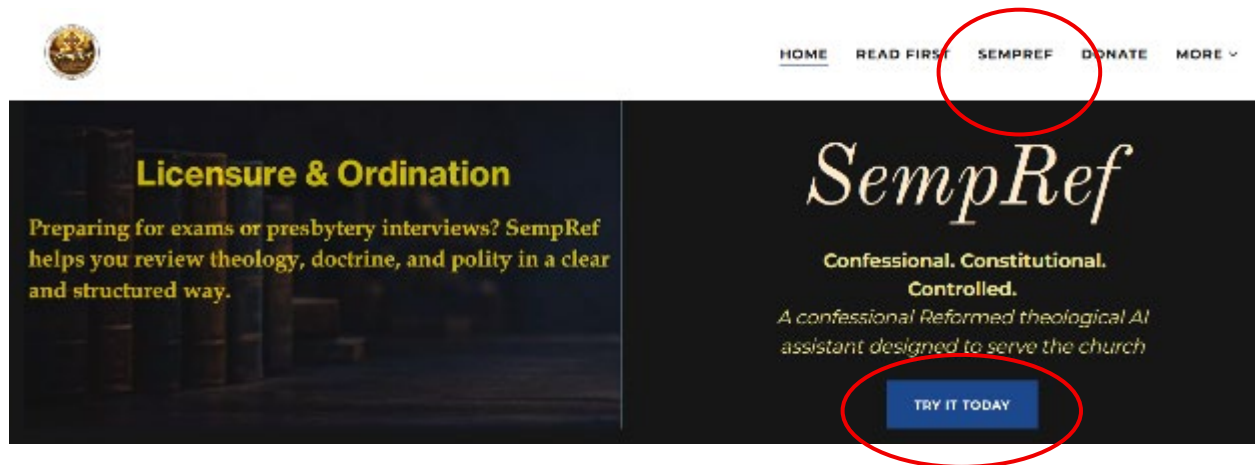 HOME READ FIRST SEMPREF DONATE MORE
Licensure & Ordination
Preparing for exams or presbytery interviews? SempRef
helps you review theology, doctrine, and polity in a clear
and structured way.
SempRef
Confessional. Constitutional.
Controlled.
A confessional Reformed theological AI
assistant designed to serve the church
TRY IT TODAY